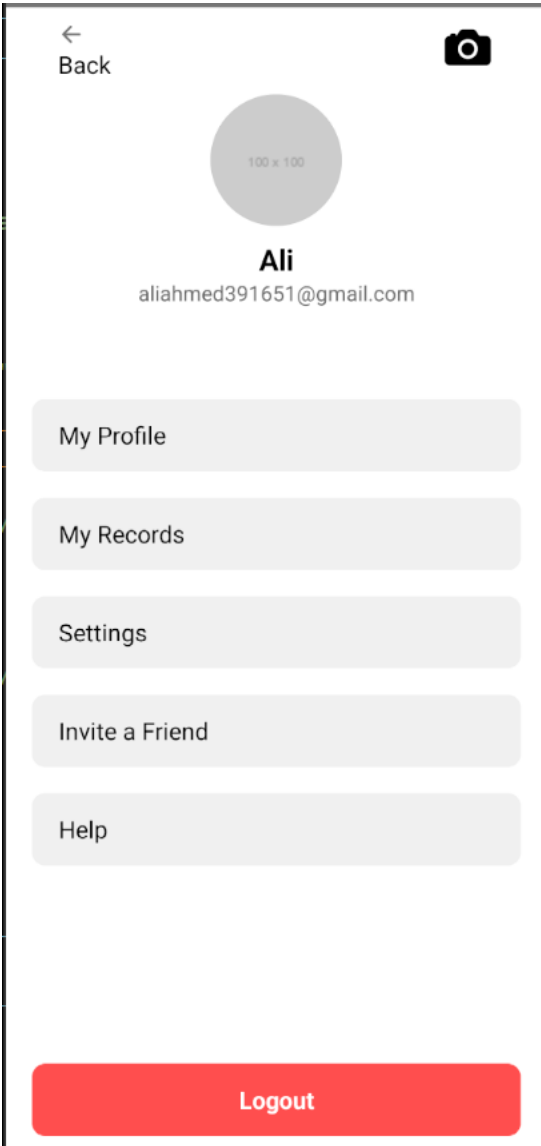 Back
100 x 100
Ali
aliahmed391651@gmail.com
My Profile
My Records
Settings
Invite a Friend
Help
Logout